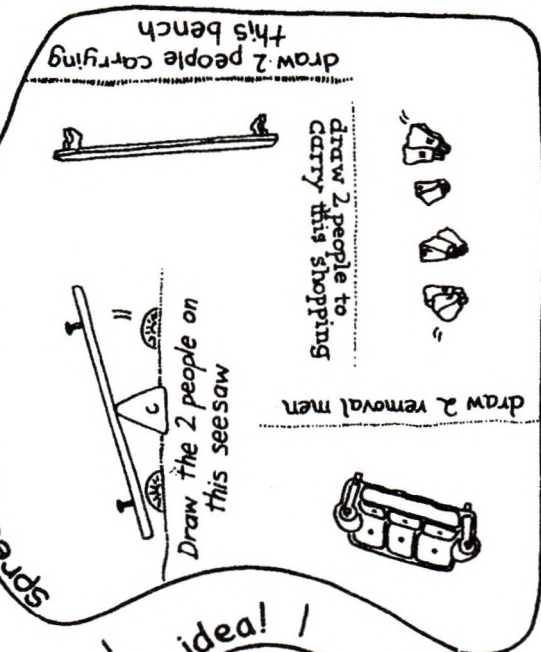 draw 2 people carrying
this bench
draw 2 people to
carry this shopping
Draw the 2 people on
this seesaw
draw 2 removal men
idea!